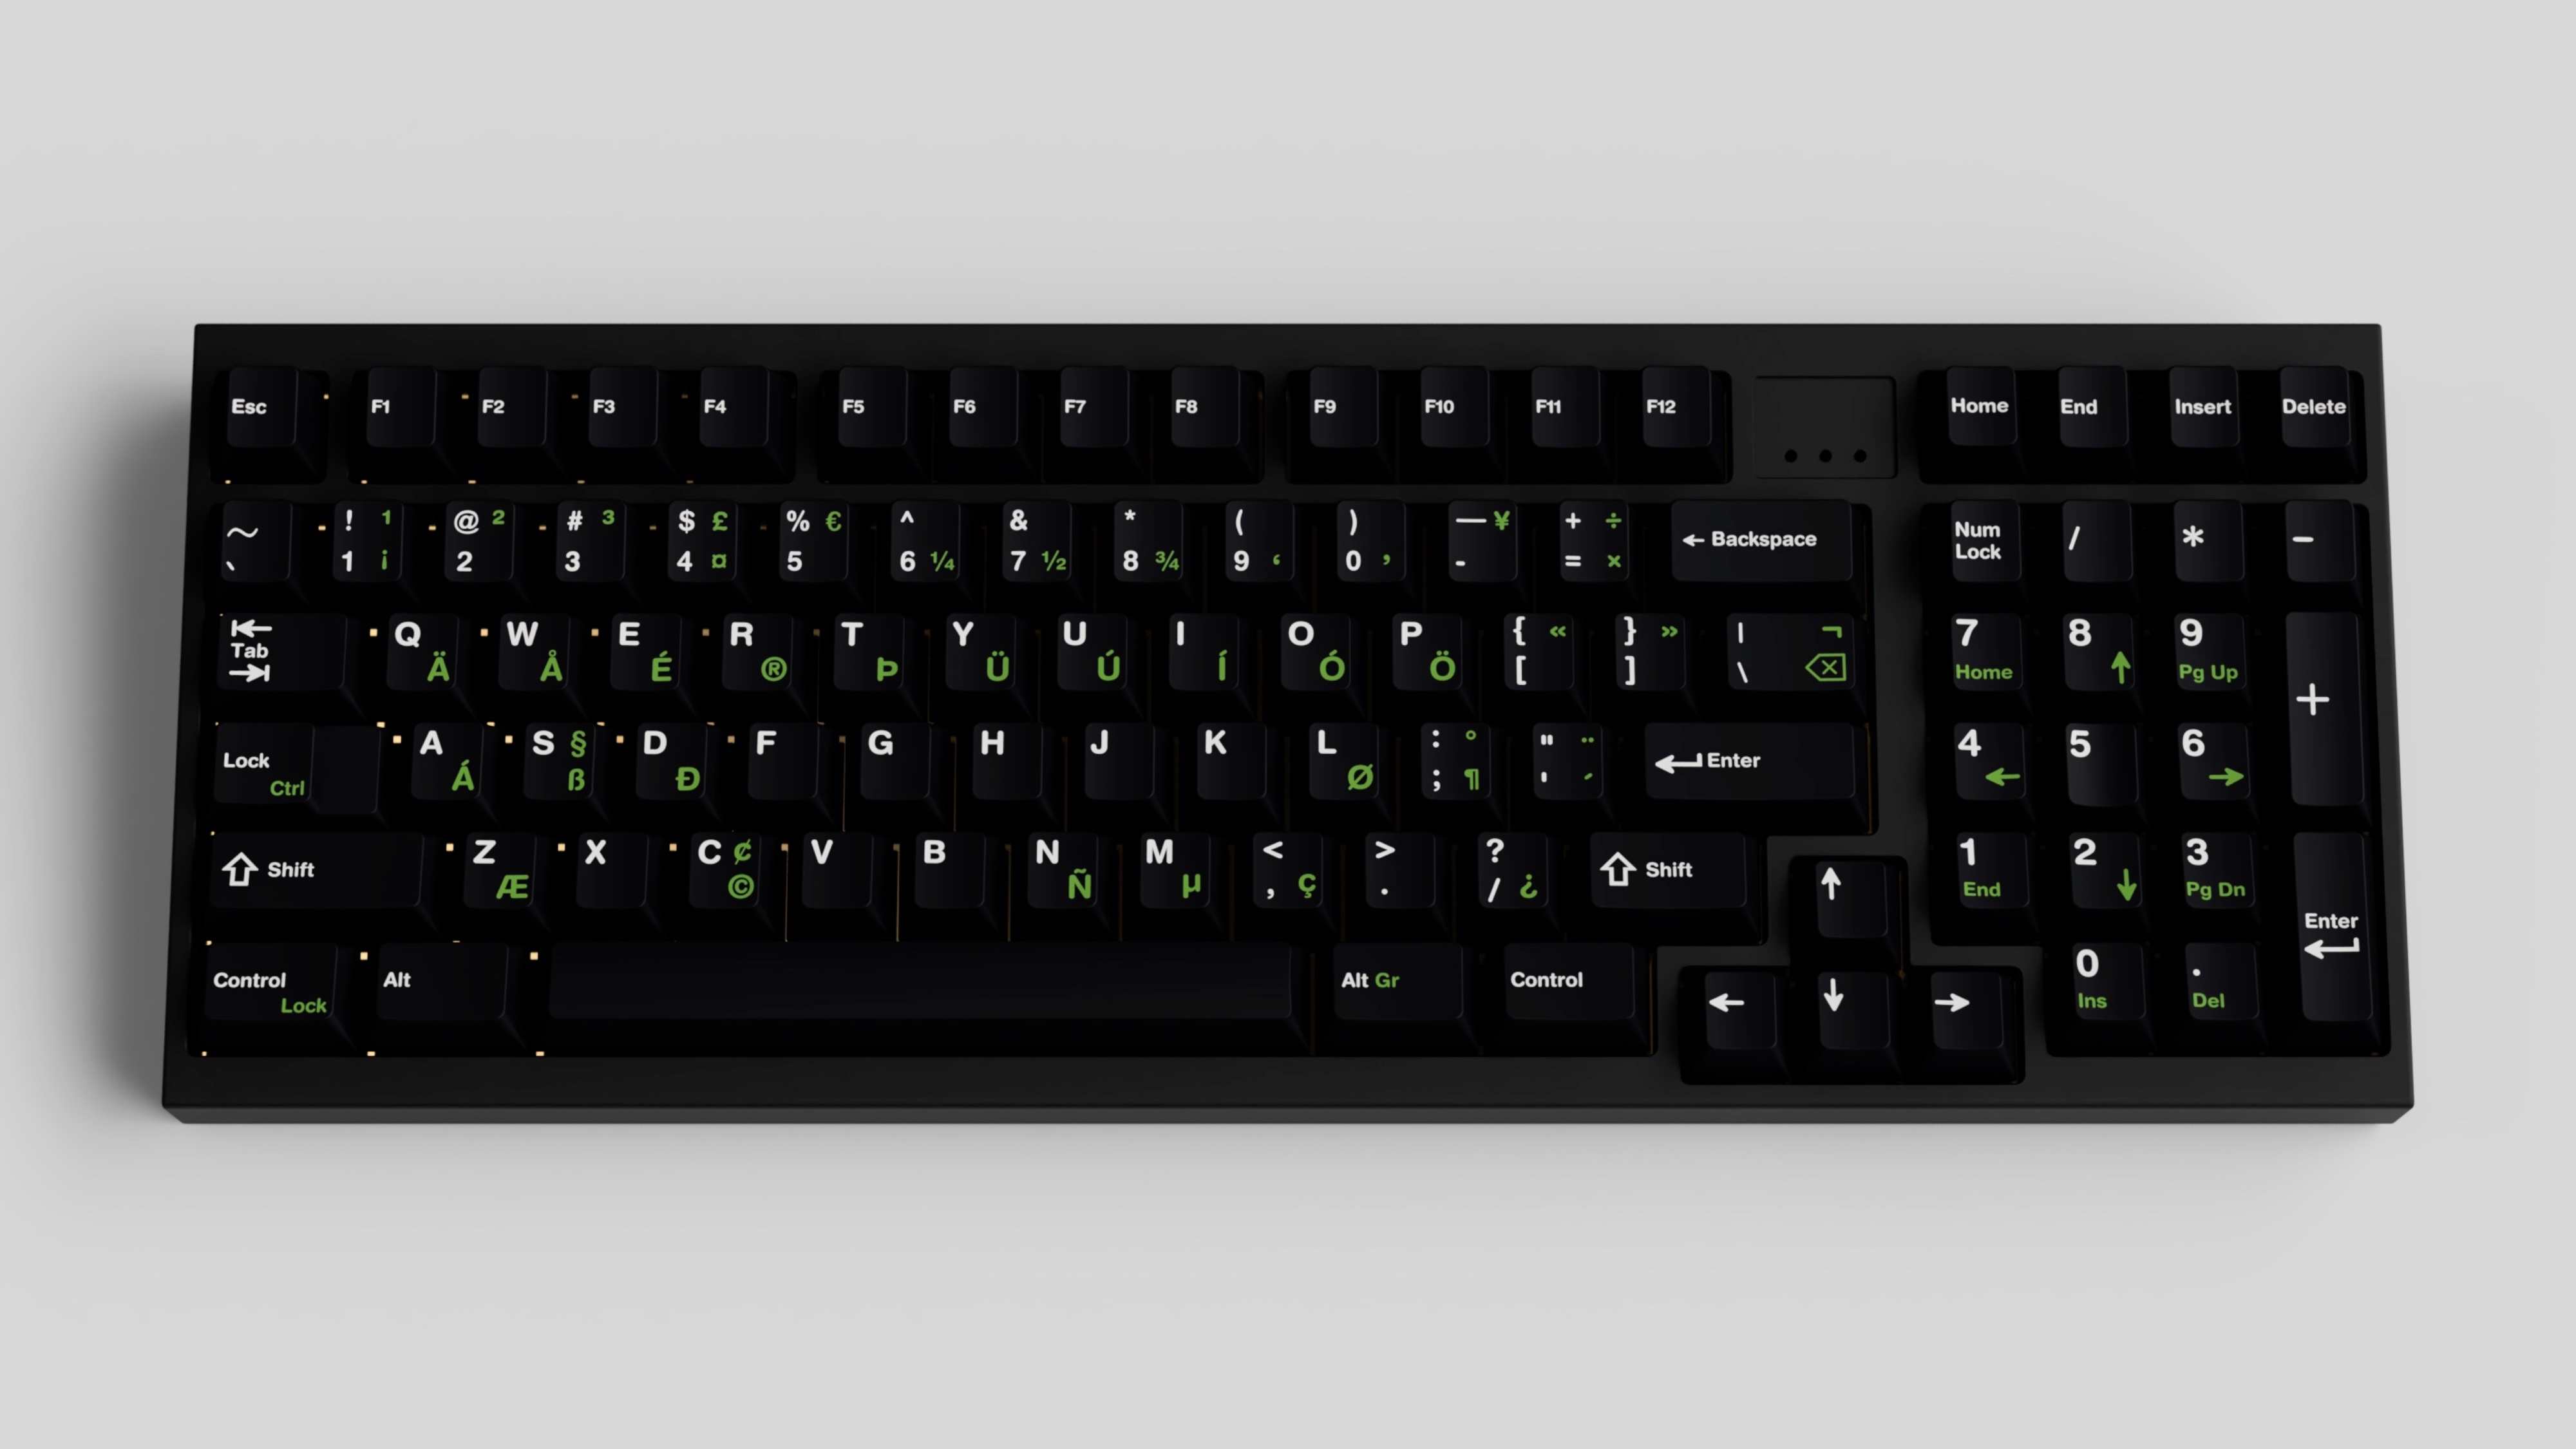 Esc F1 F2 F3 F4 F5 F6 F7 F8 F9 F10 F11 F12 Home End Insert Delete
~ ! ¹ @ ² # ³ $ £ % € ^ & * ( ) — ¥ + ÷ ← Backspace Num Lock / * −
` 1 ¡ 2 3 4 ¤ 5 6 ¼ 7 ½ 8 ¾ 9 ‘ 0 ’ - = ×
Tab Q Ä W Å E É R ® T Þ Y Ü U Ú I Í O Ó P Ö { « } » | ¬ 7 Home 8 ↑ 9 Pg Up +
[ ] \ ⌫
Lock Ctrl A Á S § ß D Ð F G H J K L Ø : ° ; ¶ " ¨ ' ´ Enter 4 ← 5 6 →
Shift Z Æ X C ¢ © V B N Ñ M µ < , ç > . ? / ¿ Shift ↑ 1 End 2 ↓ 3 Pg Dn Enter
Control Lock Alt Alt Gr Control ← ↓ → 0 Ins . Del